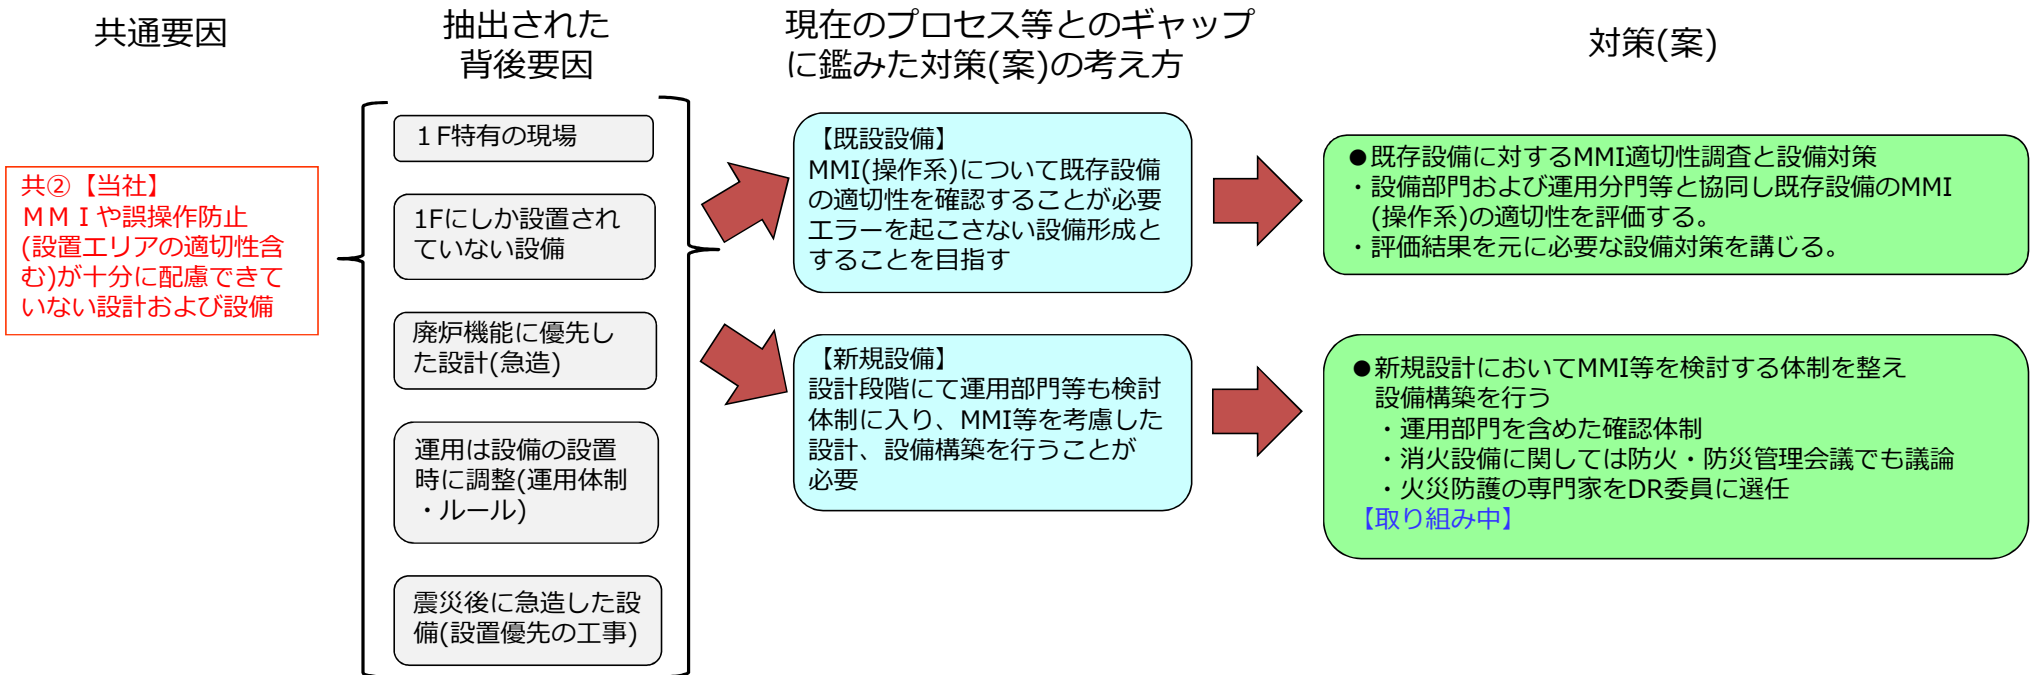 共通要因
抽出された
背後要因
現在のプロセス等とのギャップ
に鑑みた対策(案)の考え方
対策(案)
共②【当社】
ＭＭＩや誤操作防止
(設置エリアの適切性含
む)が十分に配慮できて
いない設計および設備
１F特有の現場
1Fにしか設置され
ていない設備
廃炉機能に優先し
た設計(急造)
運用は設備の設置
時に調整(運用体制
・ルール)
震災後に急造した設
備(設置優先の工事)
【既設設備】
MMI(操作系)について既存設備
の適切性を確認することが必要
エラーを起こさない設備形成と
することを目指す
【新規設備】
設計段階にて運用部門等も検討
体制に入り、MMI等を考慮した
設計、設備構築を行うことが
必要
●既存設備に対するMMI適切性調査と設備対策
・設備部門および運用分門等と協同し既存設備のMMI
(操作系)の適切性を評価する。
・評価結果を元に必要な設備対策を講じる。
●新規設計においてMMI等を検討する体制を整え
設備構築を行う
・運用部門を含めた確認体制
・消火設備に関しては防火・防災管理会議でも議論
・火災防護の専門家をDR委員に選任
【取り組み中】